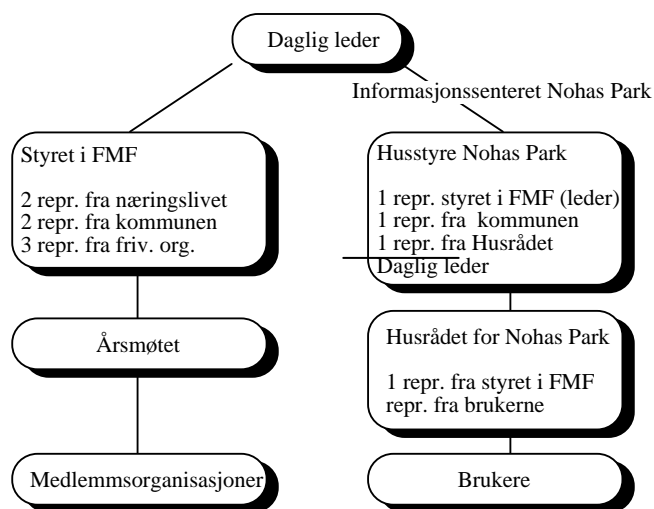 Daglig leder
Informasjonssenteret Nohas Park
Styret i FMF
2 repr. fra næringslivet
2 repr. fra kommunen
3 repr. fra friv. org.
Husstyre Nohas Park
1 repr. styret i FMF (leder)
1 repr. fra kommunen
1 repr. fra Husrådet
Daglig leder
Årsmøtet
Husrådet for Nohas Park
1 repr. fra styret i FMF
repr. fra brukerne
Medlemmsorganisasjoner
Brukere